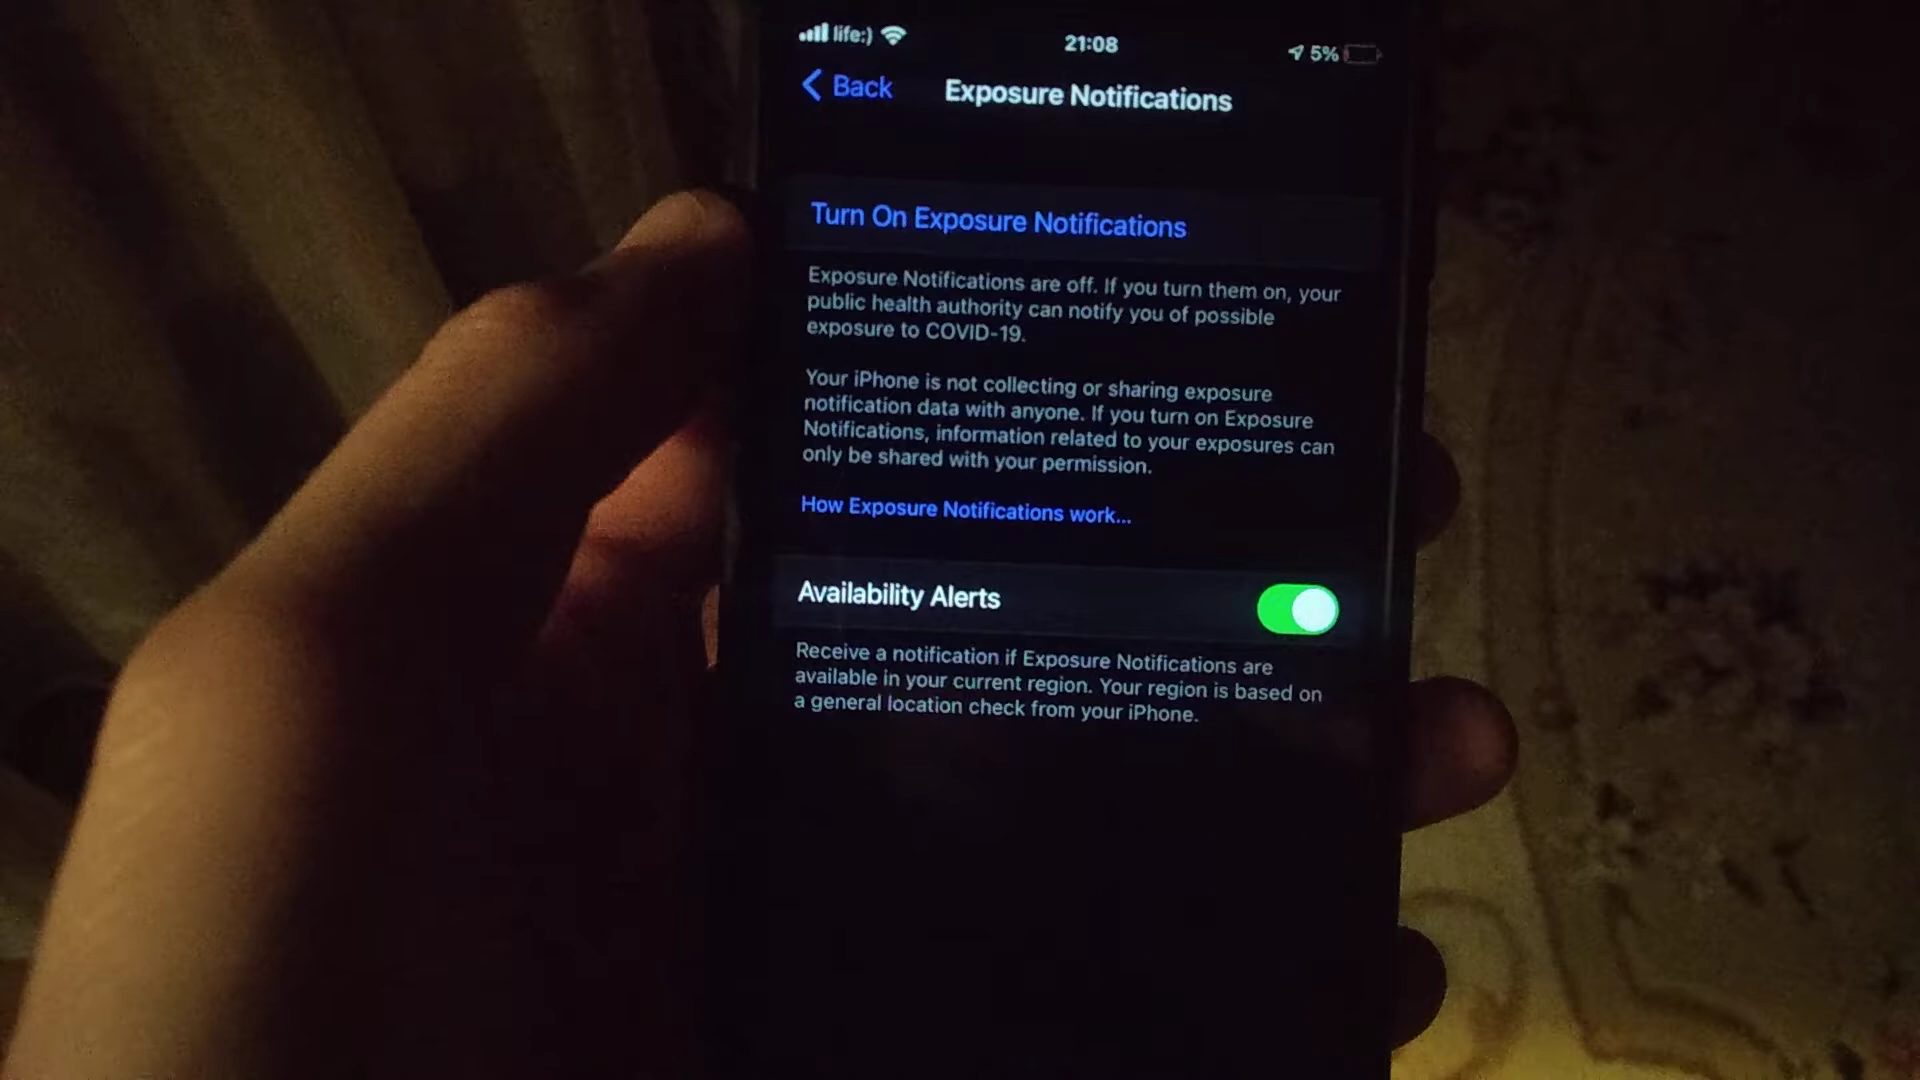 life:) 21:08 5%
Back Exposure Notifications
Turn On Exposure Notifications
Exposure Notifications are off. If you turn them on, your
public health authority can notify you of possible
exposure to COVID-19.
Your iPhone is not collecting or sharing exposure
notification data with anyone. If you turn on Exposure
Notifications, information related to your exposures can
only be shared with your permission.
How Exposure Notifications work...
Availability Alerts
Receive a notification if Exposure Notifications are
available in your current region. Your region is based on
a general location check from your iPhone.